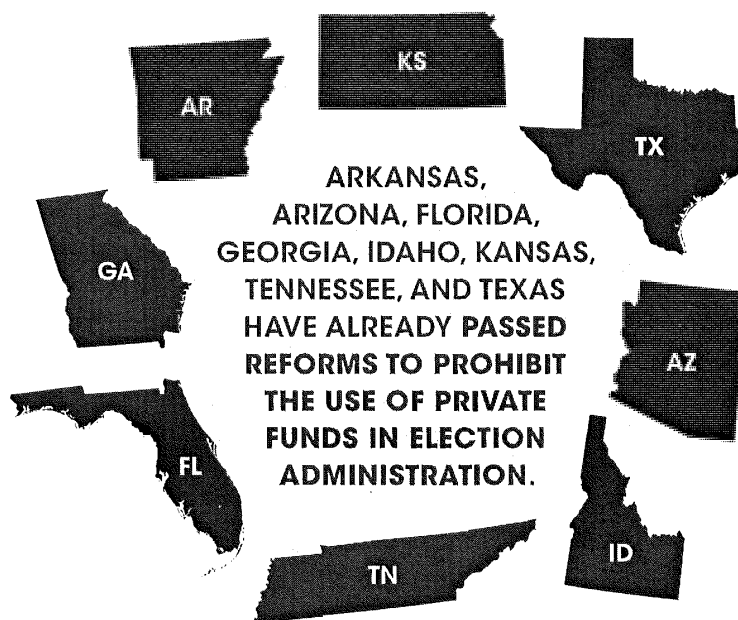 KS
AR
TX
ARKANSAS,
ARIZONA, FLORIDA,
GEORGIA, IDAHO, KANSAS,
TENNESSEE, AND TEXAS
HAVE ALREADY PASSED
REFORMS TO PROHIBIT
THE USE OF PRIVATE
FUNDS IN ELECTION
ADMINISTRATION.
GA
AZ
FL
ID
TN